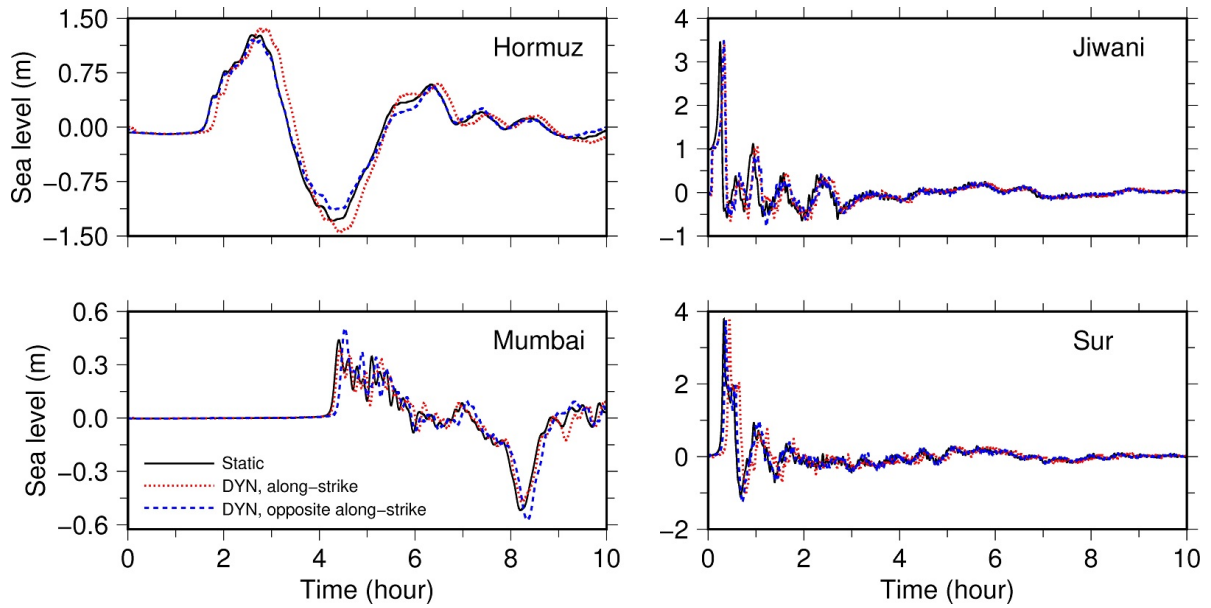 1.50
0.75
0.00
−0.75
−1.50
Sea level (m)
Hormuz
4
3
2
1
0
−1
Jiwani
0.6
0.3
0.0
−0.3
−0.6
Sea level (m)
Mumbai
Static
DYN, along−strike
DYN, opposite along−strike
0 2 4 6 8 10
Time (hour)
4
2
0
−2
Sur
0 2 4 6 8 10
Time (hour)